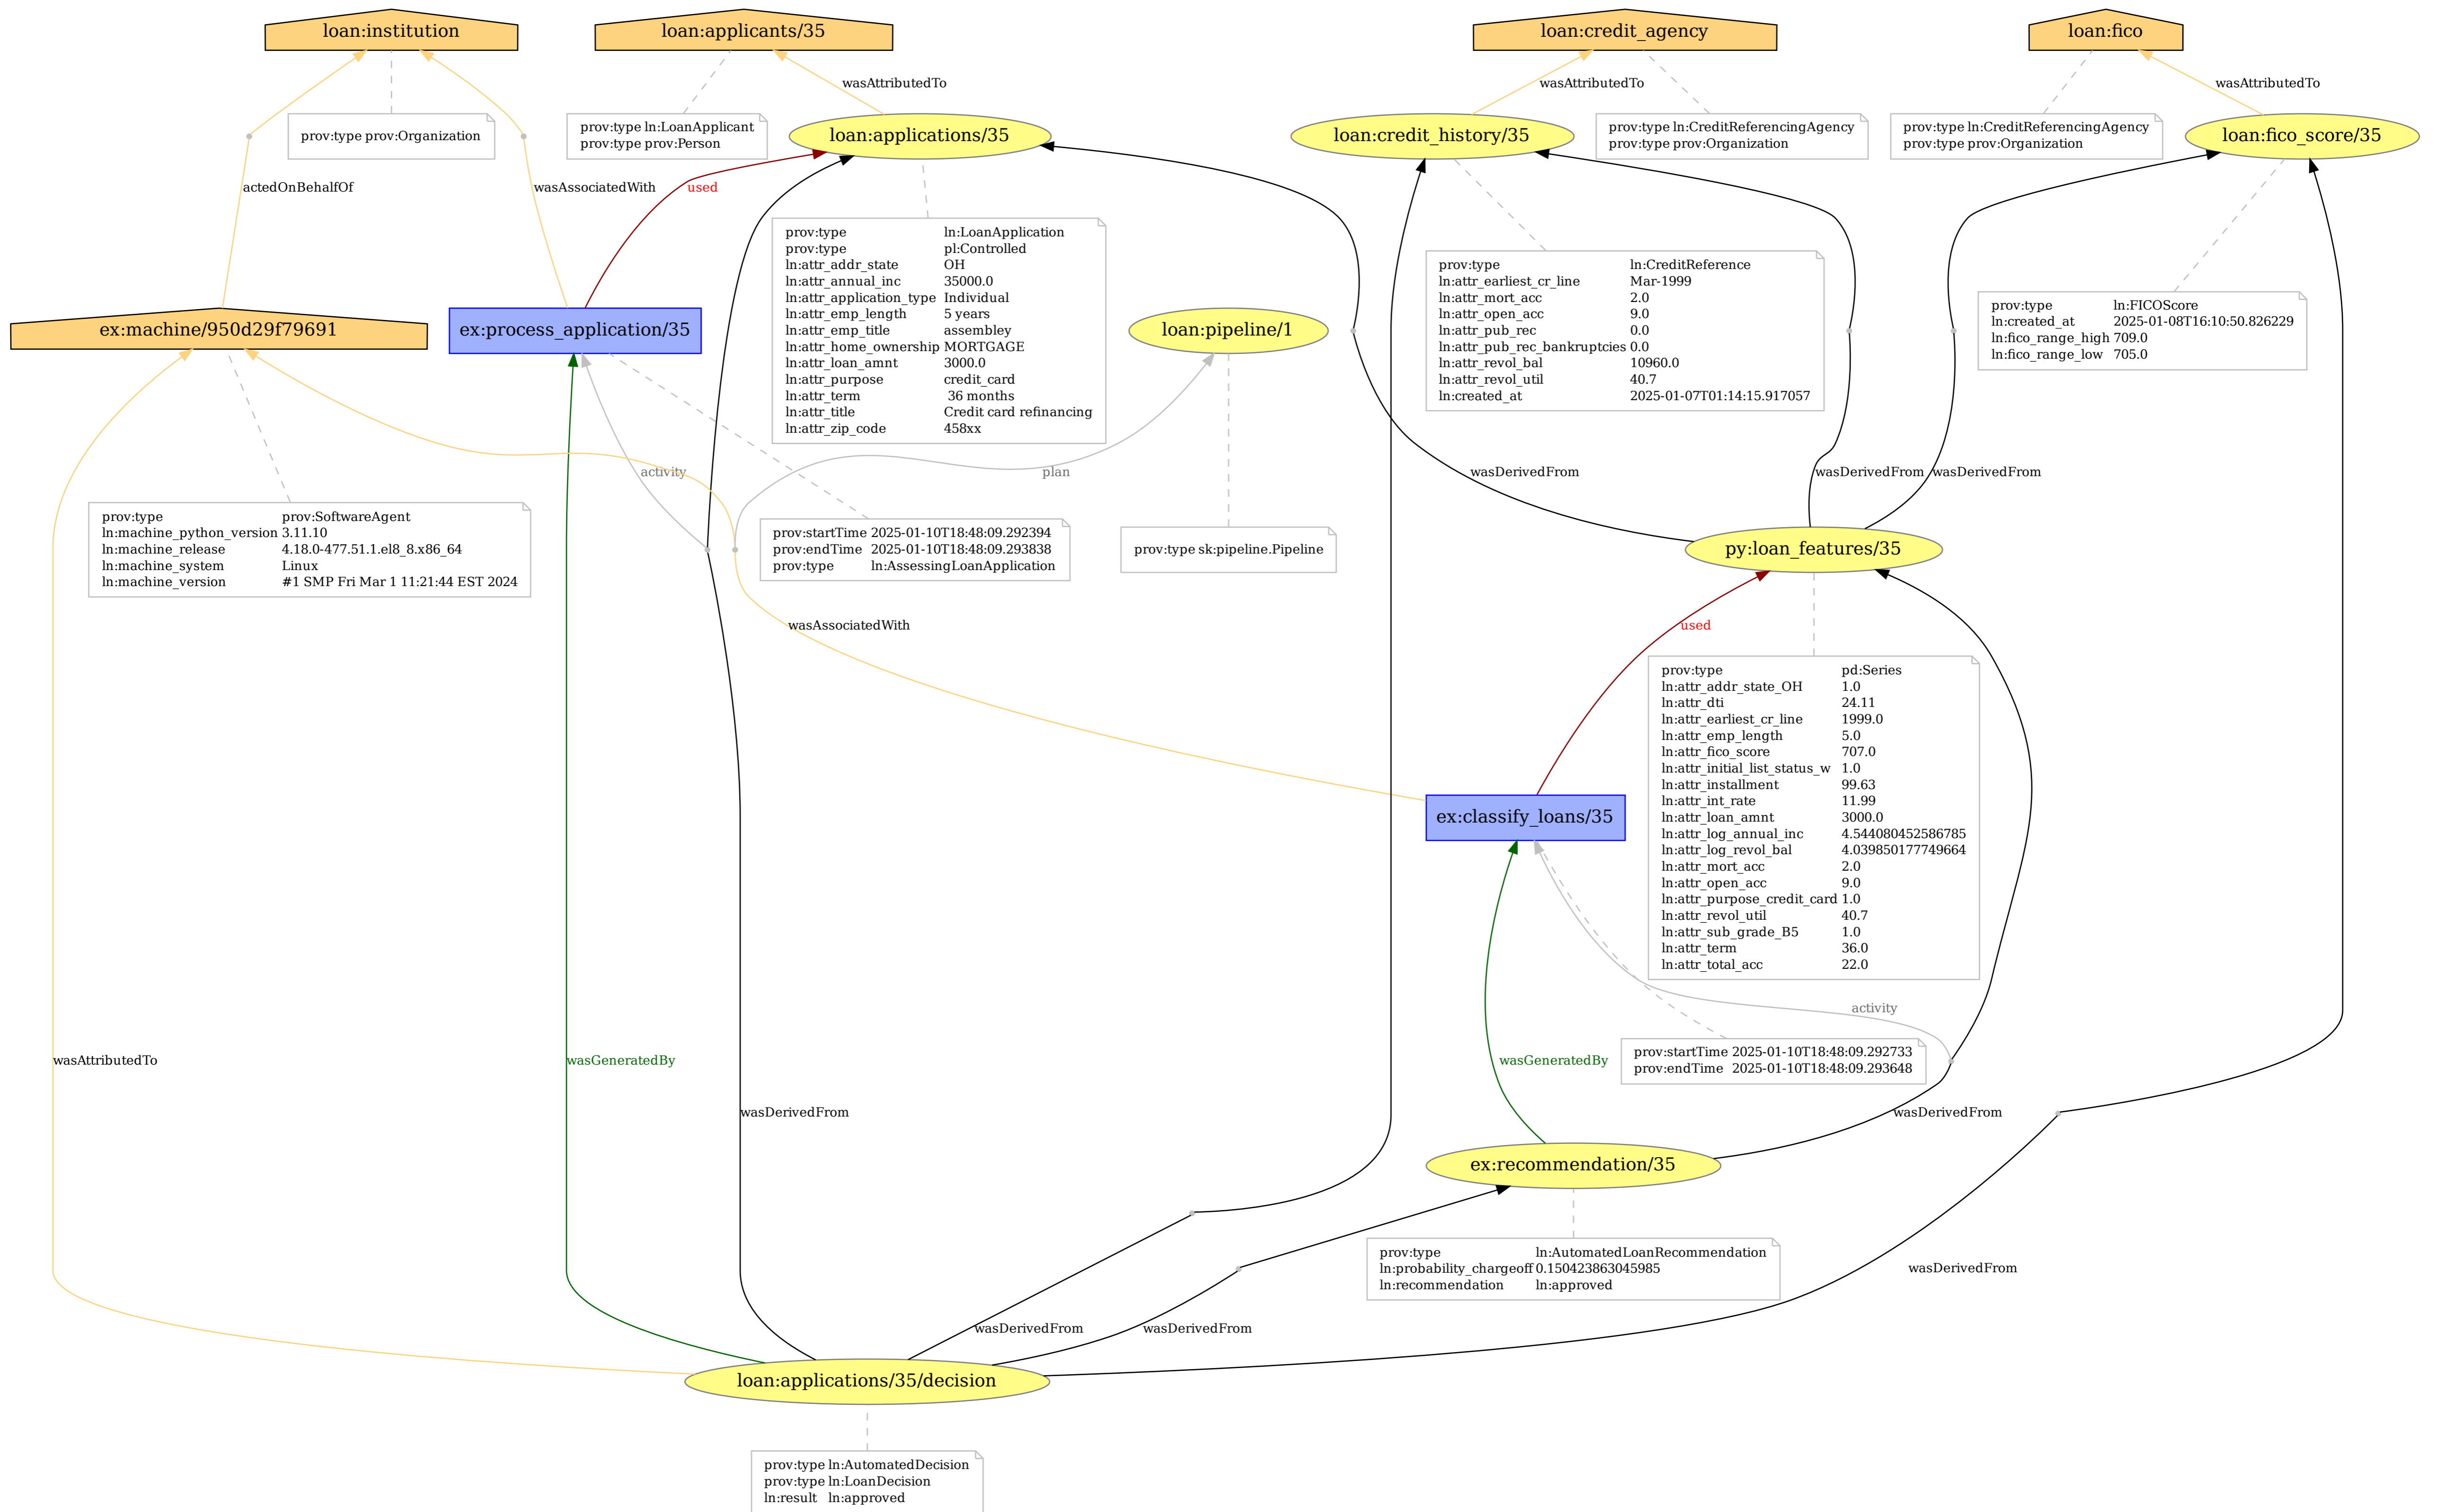 loan:institution
loan:applicants/35
loan:credit_agency
loan:fico
wasAttributedTo
wasAttributedTo
wasAttributedTo
prov:type prov:Organization
prov:type ln:LoanApplicant
prov:type prov:Person
loan:applications/35
loan:credit_history/35
prov:type ln:CreditReferencingAgency
prov:type prov:Organization
prov:type ln:CreditReferencingAgency
prov:type prov:Organization
loan:fico_score/35
actedOnBehalfOf
wasAssociatedWith
used
prov:type ln:LoanApplication
prov:type pl:Controlled
ln:attr_addr_state OH
ln:attr_annual_inc 35000.0
ln:attr_application_type Individual
ln:attr_emp_length 5 years
ln:attr_emp_title assembley
ln:attr_home_ownership MORTGAGE
ln:attr_loan_amnt 3000.0
ln:attr_purpose credit_card
ln:attr_term 36 months
ln:attr_title Credit card refinancing
ln:attr_zip_code 458xx
prov:type ln:CreditReference
ln:attr_earliest_cr_line Mar-1999
ln:attr_mort_acc 2.0
ln:attr_open_acc 9.0
ln:attr_pub_rec 0.0
ln:attr_pub_rec_bankruptcies 0.0
ln:attr_revol_bal 10960.0
ln:attr_revol_util 40.7
ln:created_at 2025-01-07T01:14:15.917057
prov:type ln:FICOScore
ln:created_at 2025-01-08T16:10:50.826229
ln:fico_range_high 709.0
ln:fico_range_low 705.0
ex:machine/950d29f79691
ex:process_application/35
loan:pipeline/1
activity
plan
wasDerivedFrom
wasDerivedFrom
wasDerivedFrom
prov:type prov:SoftwareAgent
ln:machine_python_version 3.11.10
ln:machine_release 4.18.0-477.51.1.el8_8.x86_64
ln:machine_system Linux
ln:machine_version #1 SMP Fri Mar 1 11:21:44 EST 2024
prov:startTime 2025-01-10T18:48:09.292394
prov:endTime 2025-01-10T18:48:09.293838
prov:type ln:AssessingLoanApplication
prov:type sk:pipeline.Pipeline
py:loan_features/35
wasAssociatedWith
used
prov:type pd:Series
ln:attr_addr_state_OH 1.0
ln:attr_dti 24.11
ln:attr_earliest_cr_line 1999.0
ln:attr_emp_length 5.0
ln:attr_fico_score 707.0
ln:attr_initial_list_status_w 1.0
ln:attr_installment 99.63
ln:attr_int_rate 11.99
ln:attr_loan_amnt 3000.0
ln:attr_log_annual_inc 4.544080452586785
ln:attr_log_revol_bal 4.039850177749664
ln:attr_mort_acc 2.0
ln:attr_open_acc 9.0
ln:attr_purpose_credit_card 1.0
ln:attr_revol_util 40.7
ln:attr_sub_grade_B5 1.0
ln:attr_term 36.0
ln:attr_total_acc 22.0
ex:classify_loans/35
activity
wasAttributedTo
wasGeneratedBy
wasGeneratedBy
prov:startTime 2025-01-10T18:48:09.292733
prov:endTime 2025-01-10T18:48:09.293648
wasDerivedFrom
wasDerivedFrom
ex:recommendation/35
prov:type ln:AutomatedLoanRecommendation
ln:probability_chargeoff 0.150423863045985
ln:recommendation ln:approved
wasDerivedFrom
wasDerivedFrom
wasDerivedFrom
loan:applications/35/decision
prov:type ln:AutomatedDecision
prov:type ln:LoanDecision
ln:result ln:approved